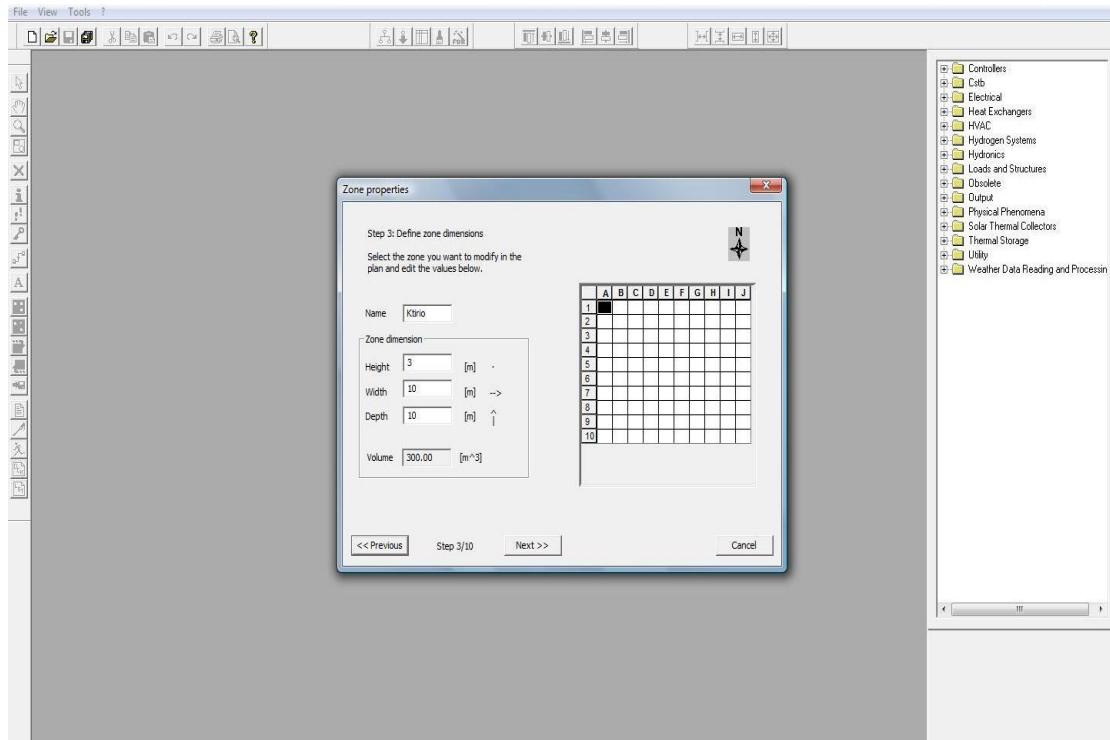 File View Tools ?
Zone properties
Step 3: Define zone dimensions
Select the zone you want to modify in the
plan and edit the values below.
N
Name Ktirio
Zone dimension
Height 3 [m] .
Width 10 [m] -->
Depth 10 [m] ^
|
Volume 300.00 [m^3]
A B C D E F G H I J
1
2
3
4
5
6
7
8
9
10
<< Previous Step 3/10 Next >> Cancel
Controllers
Cstb
Electrical
Heat Exchangers
HVAC
Hydrogen Systems
Hydronics
Loads and Structures
Obsolete
Output
Physical Phenomena
Solar Thermal Collectors
Thermal Storage
Utility
Weather Data Reading and Processin